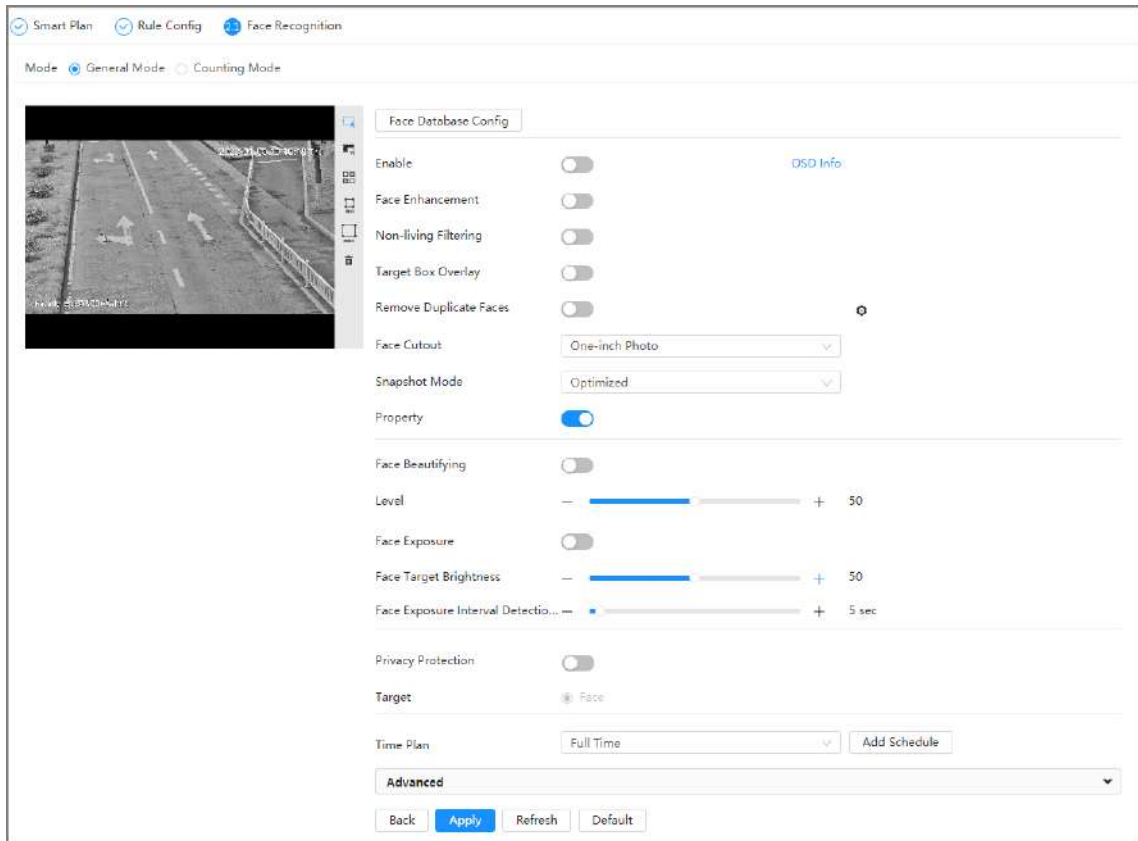 Smart Plan Rule Config Face Recognition
Mode General Mode Counting Mode
Face Database Config
Enable OSD Info
Face Enhancement
Non-living Filtering
Target Box Overlay
Remove Duplicate Faces
Face Cutout One-inch Photo
Snapshot Mode Optimized
Property
Face Beautifying
Level 50
Face Exposure
Face Target Brightness 50
Face Exposure Interval Detectio... 5 sec
Privacy Protection
Target Face
Time Plan Full Time Add Schedule
Advanced
Back Apply Refresh Default